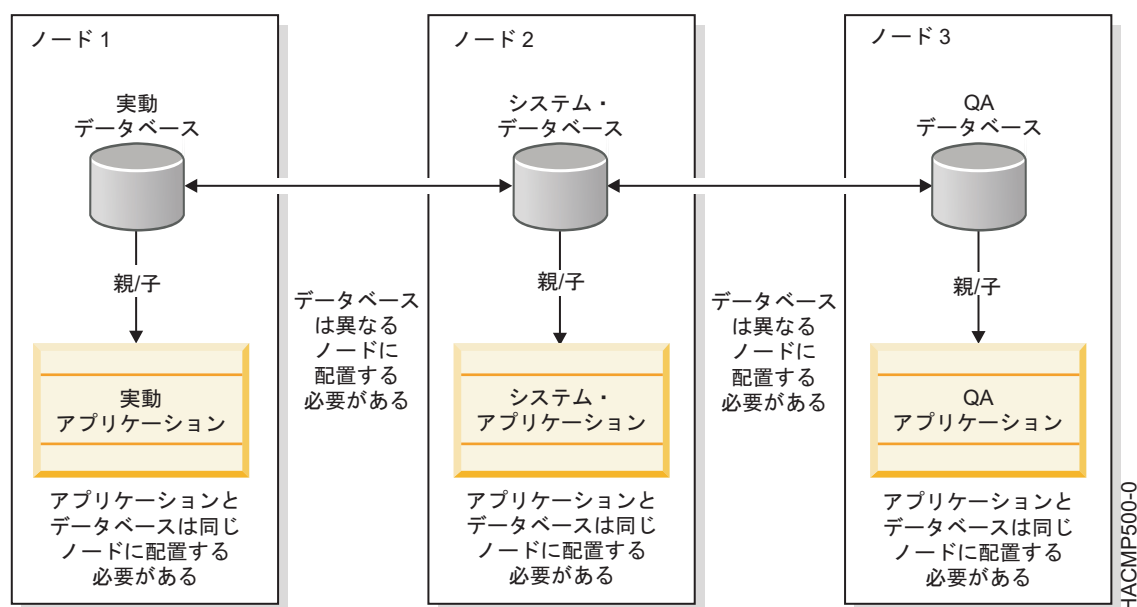 ノード 1
実動
データベース
親/子
実動
アプリケーション
アプリケーションと
データベースは同じ
ノードに配置する
必要がある
データベース
は異なる
ノードに
配置する
必要がある
ノード 2
システム・
データベース
親/子
システム・
アプリケーション
アプリケーションと
データベースは同じ
ノードに配置する
必要がある
データベース
は異なる
ノードに
配置する
必要がある
ノード 3
QA
データベース
親/子
QA
アプリケーション
アプリケーションと
データベースは同じ
ノードに配置する
必要がある
HACMP500-0